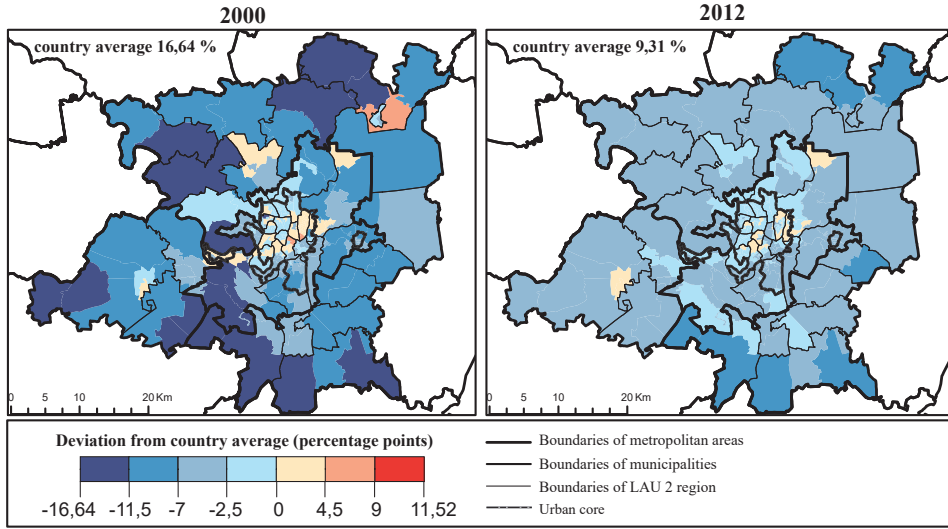 2000
2012
country average 16,64 %
country average 9,31 %
0 5 10 20 Km
0 5 10 20 Km
Deviation from country average (percentage points)
-16,64 -11,5 -7 -2,5 0 4,5 9 11,52
Boundaries of metropolitan areas
Boundaries of municipalities
Boundaries of LAU 2 region
Urban core